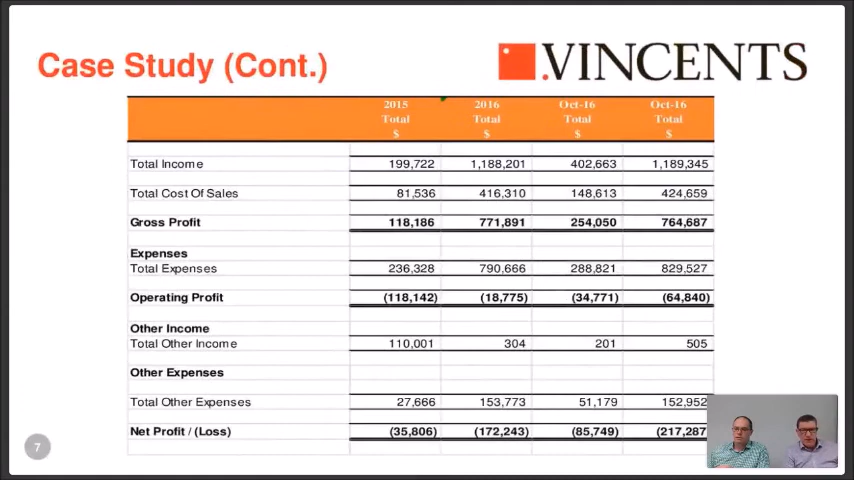 Case Study (Cont.)
.VINCENTS
2015 2016 Oct-16 Oct-16
Total Total Total Total
$ $ $ $
Total Income 199,722 1,188,201 402,663 1,189,345
Total Cost Of Sales 81,536 416,310 148,613 424,659
Gross Profit 118,186 771,891 254,050 764,687
Expenses
Total Expenses 236,328 790,666 288,821 829,527
Operating Profit (118,142) (18,775) (34,771) (64,840)
Other Income
Total Other Income 110,001 304 201 505
Other Expenses
Total Other Expenses 27,666 153,773 51,179 152,952
Net Profit / (Loss) (35,806) (172,243) (85,749) (217,287
7